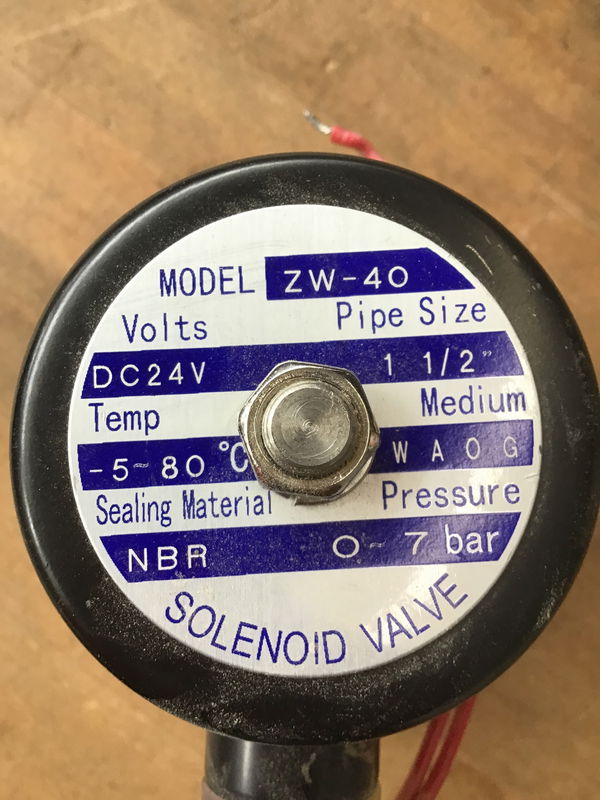 MODEL ZW-40
Volts Pipe Size
DC24V 1 1/2"
Temp Medium
-5~80 °C W A O G
Sealing Material Pressure
NBR 0~7 bar
SOLENOID VALVE